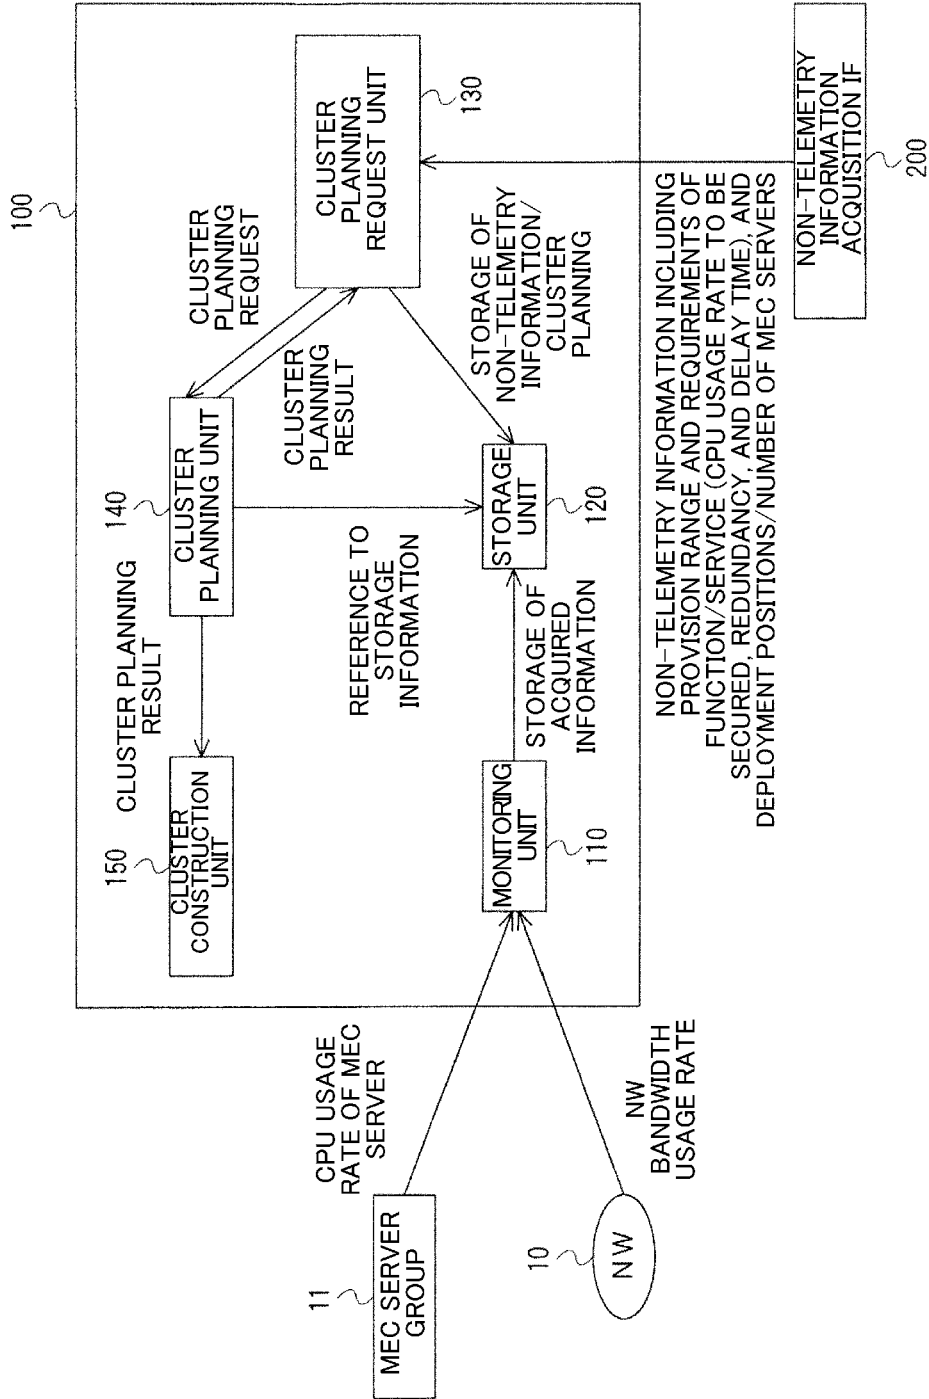 100
CLUSTER
PLANNING
REQUEST UNIT
130
CLUSTER
PLANNING
REQUEST
CLUSTER
PLANNING
RESULT
STORAGE OF
NON-TELEMETRY
INFORMATION/
CLUSTER
PLANNING
140
CLUSTER
PLANNING UNIT
CLUSTER PLANNING
RESULT
150
CLUSTER
CONSTRUCTION
UNIT
REFERENCE TO
STORAGE
INFORMATION
STORAGE
UNIT
120
STORAGE OF
ACQUIRED
INFORMATION
MONITORING
UNIT
110
CPU USAGE
RATE OF MEC
SERVER
11
MEC SERVER
GROUP
NW
BANDWIDTH
USAGE RATE
10
NW
NON-TELEMETRY INFORMATION INCLUDING
PROVISION RANGE AND REQUIREMENTS OF
FUNCTION/SERVICE (CPU USAGE RATE TO BE
SECURED, REDUNDANCY, AND DELAY TIME), AND
DEPLOYMENT POSITIONS/NUMBER OF MEC SERVERS
NON-TELEMETRY
INFORMATION
ACQUISITION IF
200